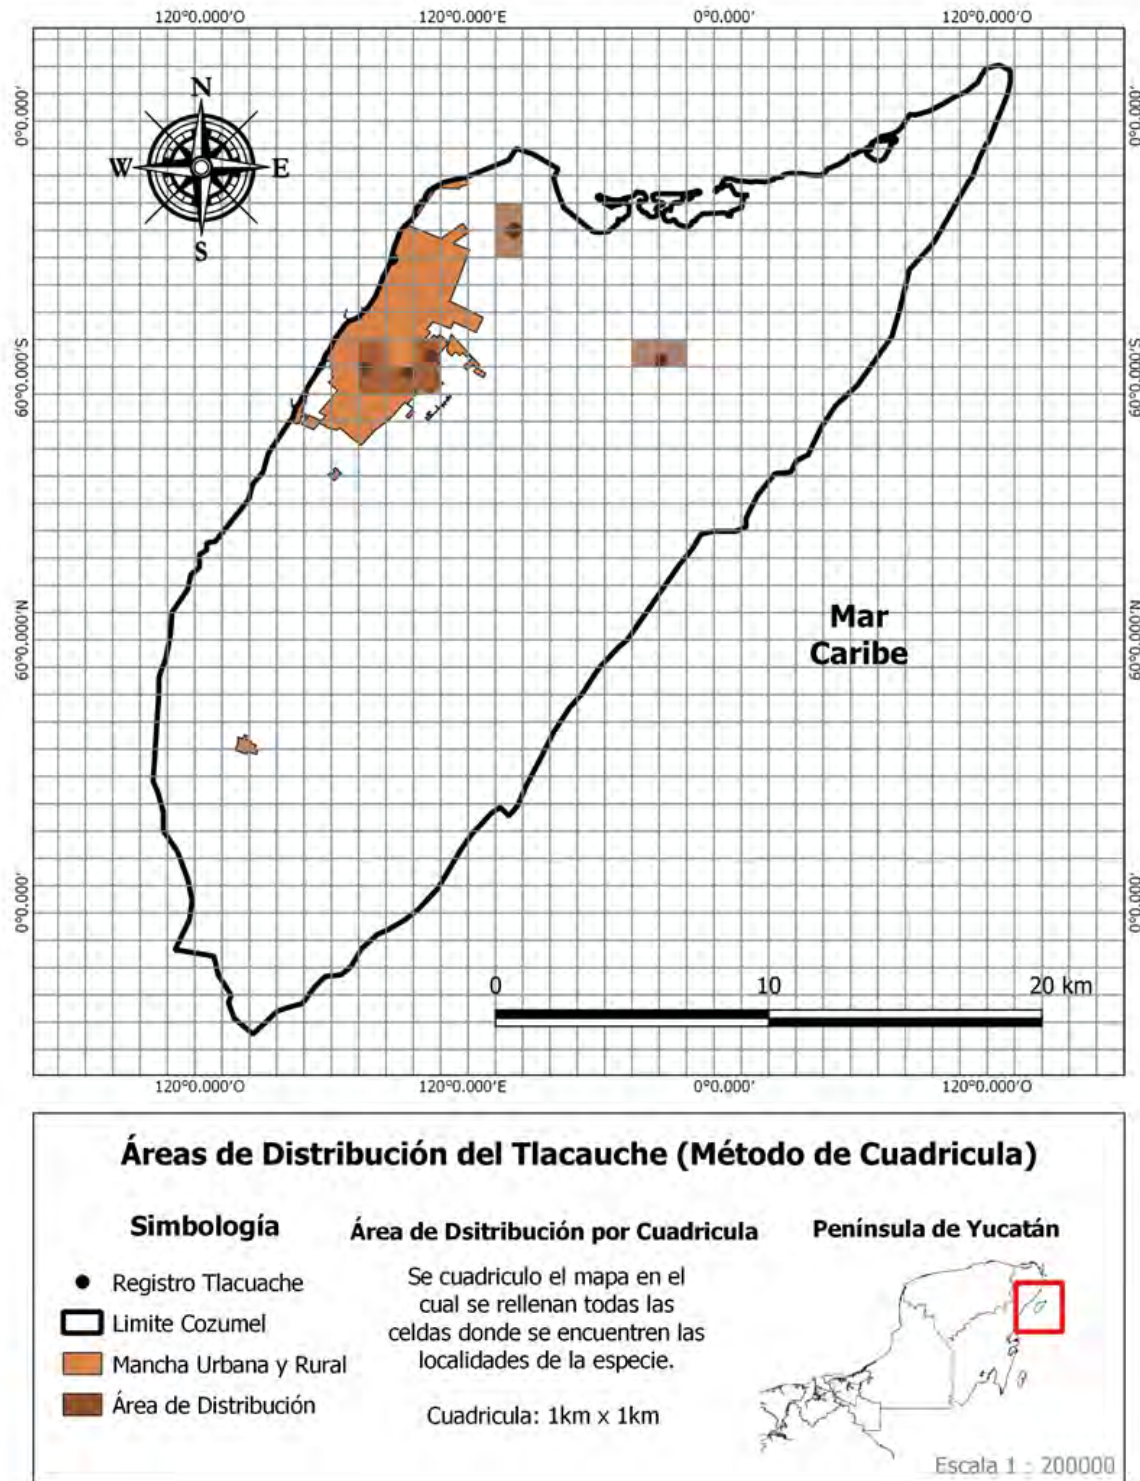 120°0.000'O 120°0.000'E 0°0.000' 120°0.000'O
0°0.000' 0°0.000'
N
W E
S
60°0.000'S 60°0.000'S
60°0.000'N 60°0.000'N
Mar
Caribe
0°0.000' 0°0.000'
0 10 20 km
120°0.000'O 120°0.000'E 0°0.000' 120°0.000'O
Áreas de Distribución del Tlacauche (Método de Cuadricula)
Simbología
Registro Tlacuache
Limite Cozumel
Mancha Urbana y Rural
Área de Distribución
Área de Dsitribución por Cuadricula
Se cuadriculo el mapa en el
cual se rellenan todas las
celdas donde se encuentren las
localidades de la especie.
Cuadricula: 1km x 1km
Península de Yucatán
Escala 1 : 200000